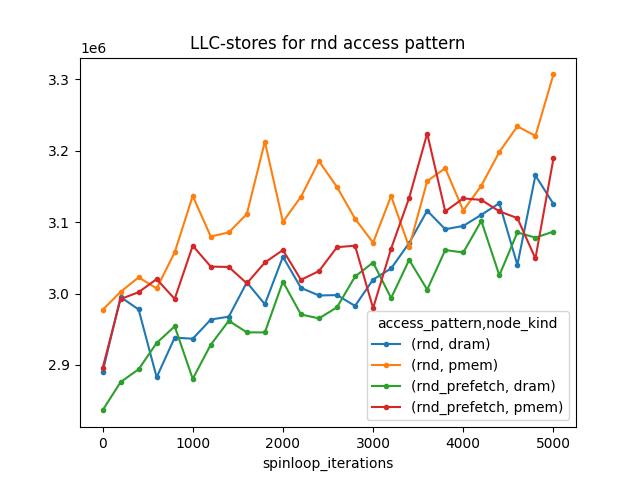 LLC-stores for rnd access pattern
1e6
3.3
3.2
3.1
3.0
2.9
access_pattern,node_kind
(rnd, dram)
(rnd, pmem)
(rnd_prefetch, dram)
(rnd_prefetch, pmem)
0 1000 2000 3000 4000 5000
spinloop_iterations